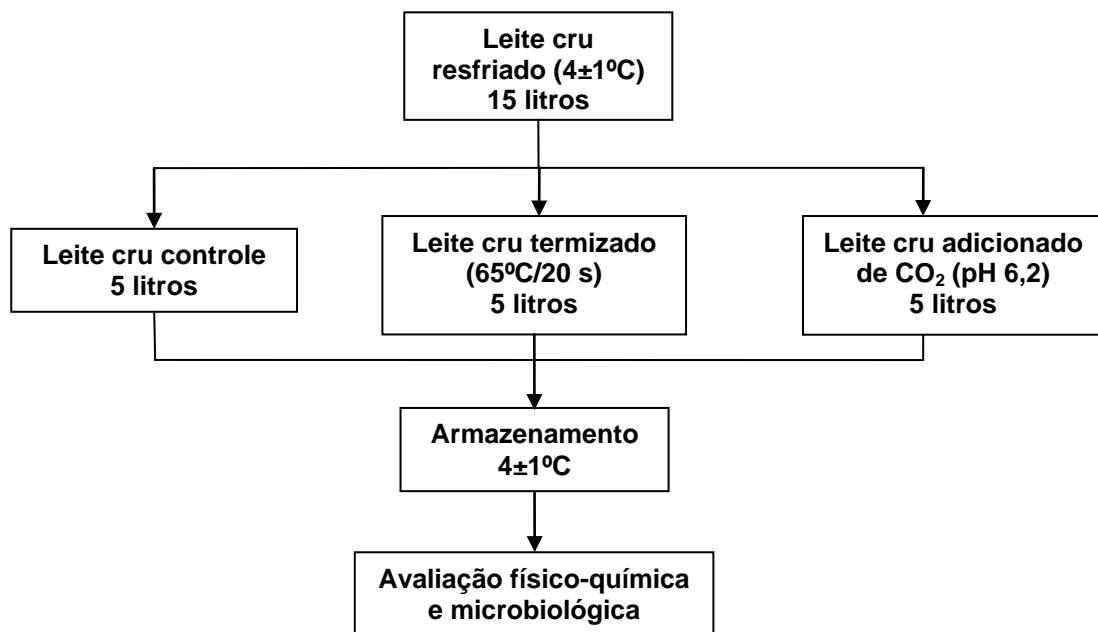 Leite cru
resfriado (4±1ºC)
15 litros
Leite cru controle
5 litros
Leite cru termizado
(65ºC/20 s)
5 litros
Leite cru adicionado
de CO₂ (pH 6,2)
5 litros
Armazenamento
4±1ºC
Avaliação físico-química
e microbiológica